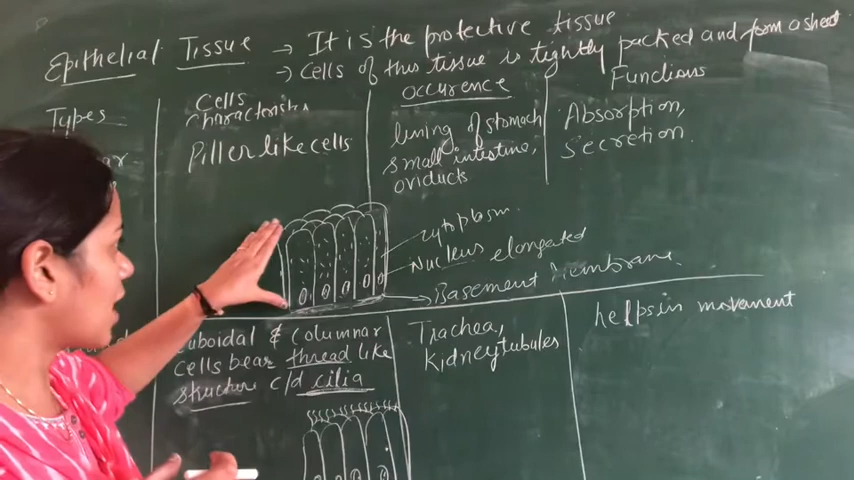 Epithelial Tissue → It is the protective tissue
→ Cells of this tissue is tightly packed and form a sheet
Types
Cells
characteristis
occurence
Functions
Piller like cells
lining of stomach
small intestine,
oviducts
Absorption,
secretion.
cytoplasm
Nucleus elongated
Basement Membrane.
cuboidal & columnar
cells bear thread like
structure c/d cilia
Trachea,
kidney tubules
helps in movement